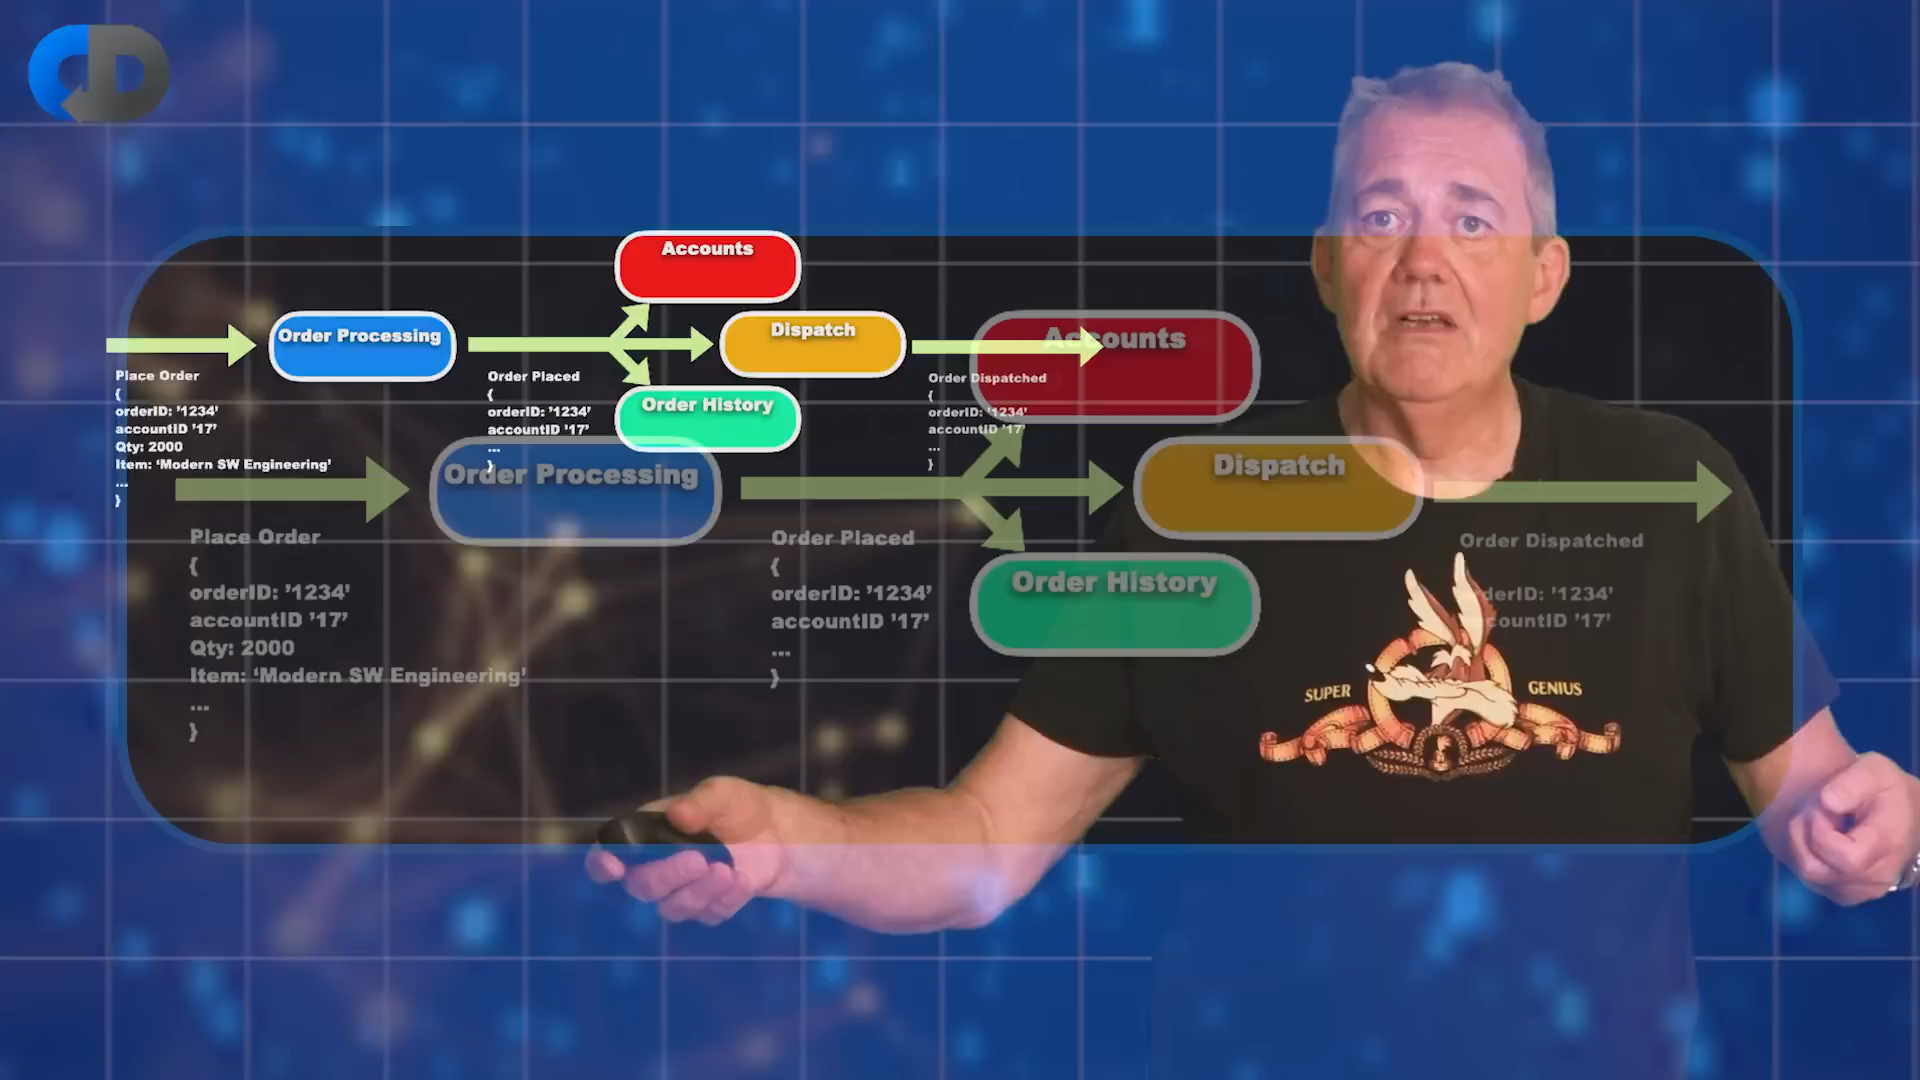 Accounts
Order Processing
Dispatch
Place Order
{
orderID: ’1234’
accountID ’17’
Qty: 2000
Item: ‘Modern SW Engineering’
...
}
Order Placed
{
orderID: ’1234’
accountID ’17’
...
}
Order History
Order Dispatched
{
orderID: ’1234’
accountID ’17’
...
}
Accounts
Order Processing
Dispatch
Place Order
{
orderID: ’1234’
accountID ’17’
Qty: 2000
Item: ‘Modern SW Engineering’
...
}
Order Placed
{
orderID: ’1234’
accountID ’17’
...
}
Order History
Order Dispatched
derID: ’1234’
countID ’17’
SUPER GENIUS